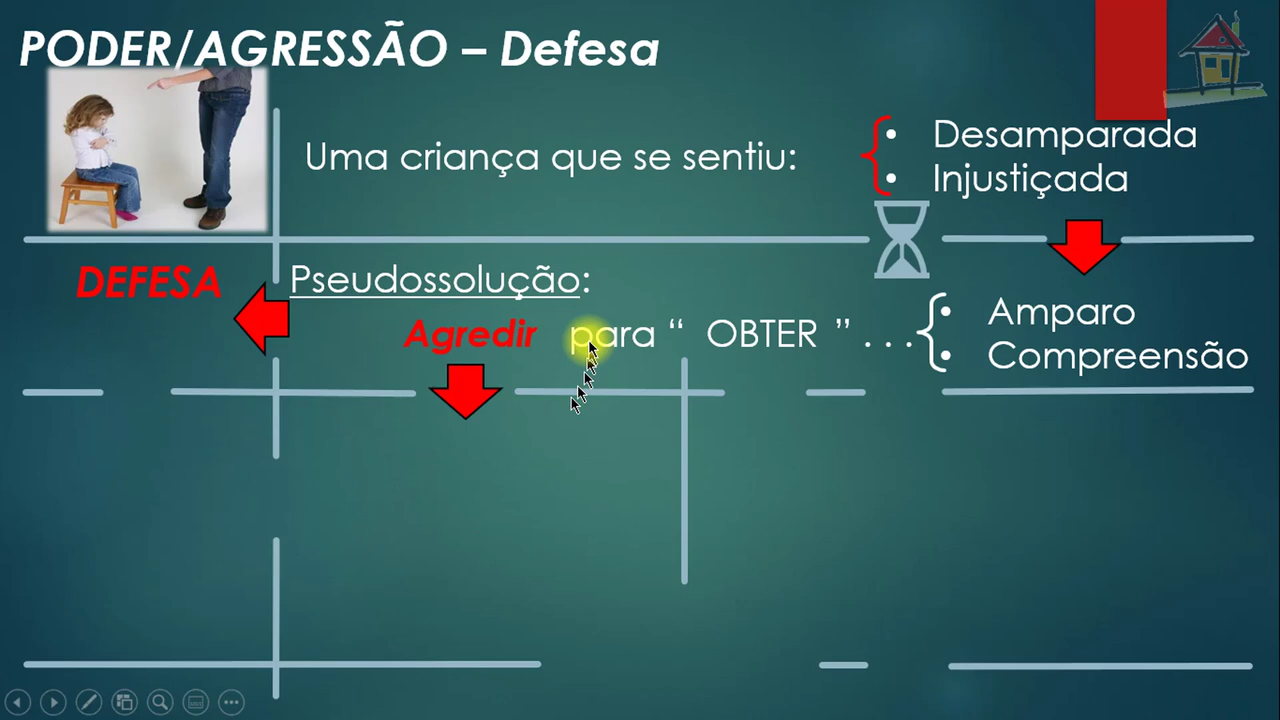 PODER/AGRESSÃO – Defesa
Uma criança que se sentiu:
• Desamparada
• Injustiçada
DEFESA
Pseudossolução:
Agredir para “ OBTER ” . . .
• Amparo
• Compreensão